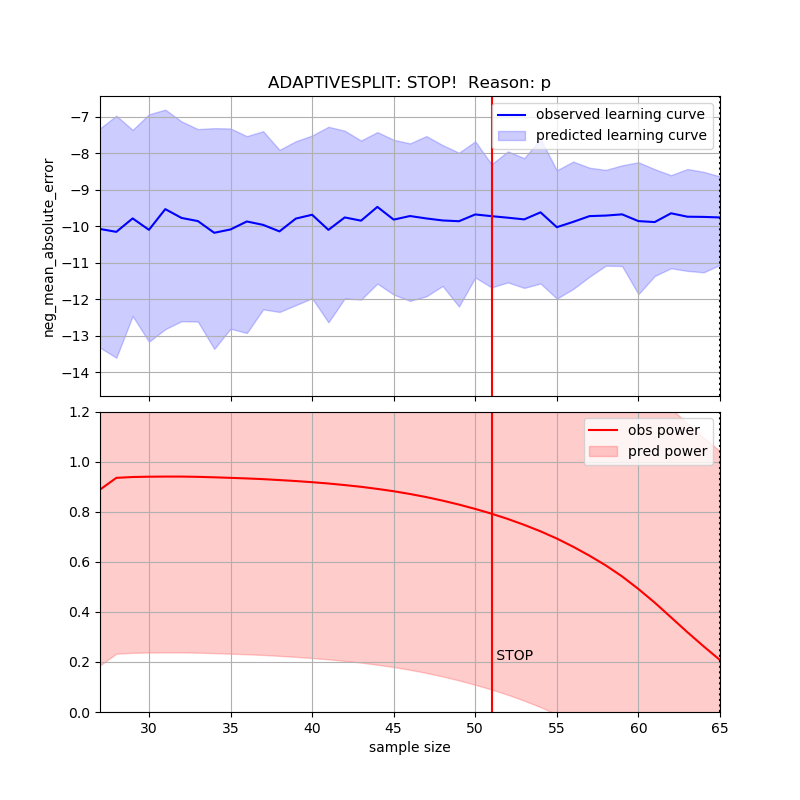 ADAPTIVESPLIT: STOP!  Reason: p
neg_mean_absolute_error
−7
−8
−9
−10
−11
−12
−13
−14
observed learning curve
predicted learning curve
1.2
1.0
0.8
0.6
0.4
0.2
0.0
obs power
pred power
STOP
30 35 40 45 50 55 60 65
sample size